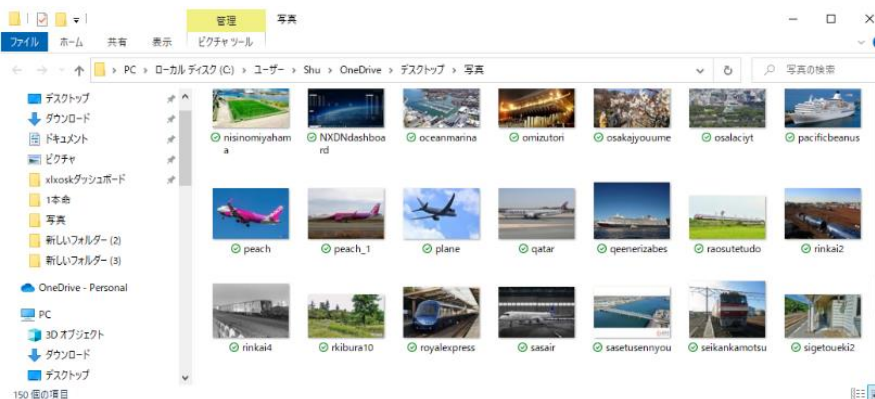 管理
写真
ファイル
ホーム
共有
表示
ピクチャ ツール
PC > ローカル ディスク (C:) > ユーザー > Shu > OneDrive > デスクトップ > 写真
写真の検索
デスクトップ
ダウンロード
ドキュメント
ピクチャ
xlxoskダッシュボード
1本命
写真
新しいフォルダー (2)
新しいフォルダー (3)
OneDrive - Personal
PC
3D オブジェクト
ダウンロード
デスクトップ
nisinomiyaham
a
NXDNdashboa
rd
oceanmarina
omizutori
osakajyouume
osalaciyt
pacificbeanus
peach
peach_1
plane
qatar
qeenerizabes
raosutetudo
rinkai2
rinkai4
rkibura10
royalexpress
sasair
sasetusennyou
seikankamotsu
sigetoueki2
150 個の項目